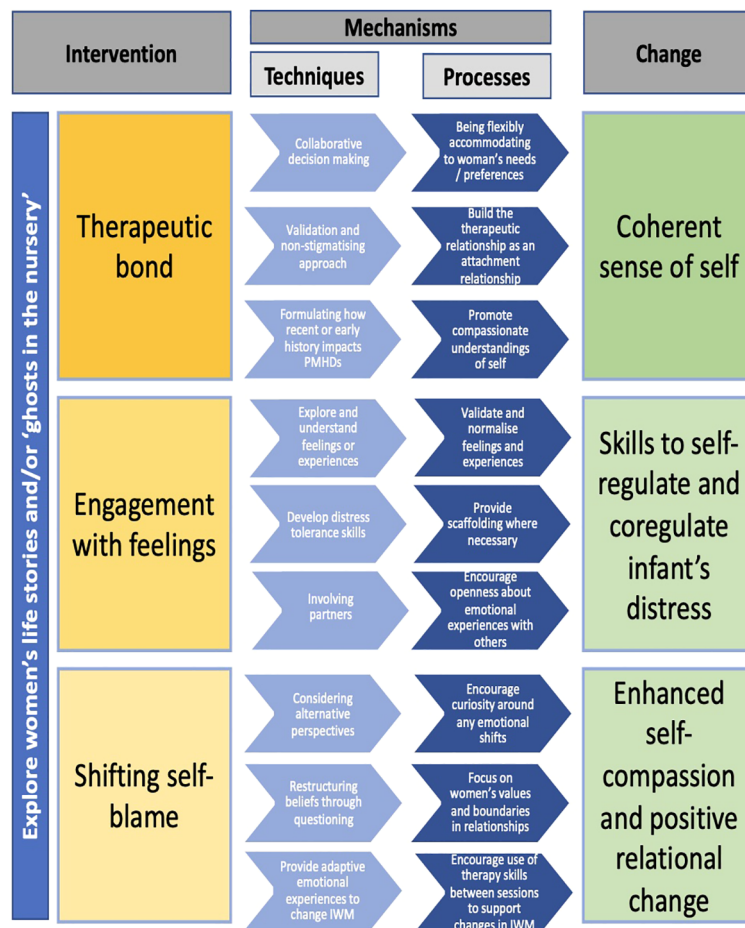 Mechanisms
Intervention
Change
Techniques
Processes
Explore women's life stories and/or 'ghosts in the nursery'
Therapeutic
bond
Collaborative
decision making
Being flexibly
accommodating
to woman's needs
/ preferences
Validation and
non-stigmatising
approach
Build the
therapeutic
relationship as an
attachment
relationship
Formulating how
recent or early
history impacts
PMHDs
Promote
compassionate
understandings
of self
Coherent
sense of self
Engagement
with feelings
Explore and
understand
feelings or
experiences
Validate and
normalise
feelings and
experiences
Develop distress
tolerance skills
Provide
scaffolding where
necessary
Involving
partners
Encourage
openness about
emotional
experiences with
others
Skills to self-
regulate and
coregulate
infant's
distress
Shifting self-
blame
Considering
alternative
perspectives
Encourage
curiosity around
any emotional
shifts
Restructuring
beliefs through
questioning
Focus on
women's values
and boundaries
in relationships
Provide adaptive
emotional
experiences to
change IWM
Encourage use of
therapy skills
between sessions
to support
changes in IWM
Enhanced
self-
compassion
and positive
relational
change